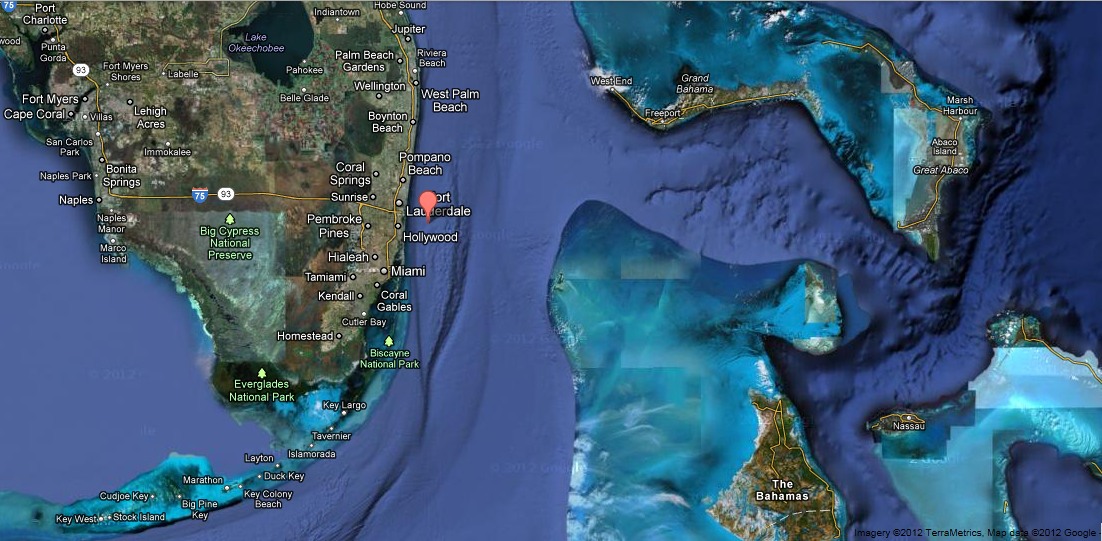 75
Port
Charlotte
wood
Punta
Gorda
93
Fort Myers
Shores
Labelle
Lake
Okeechobee
Indiantown
Hobe Sound
Jupiter
Palm Beach
Gardens
Riviera
Beach
Pahokee
Belle Glade
Wellington
West Palm
Beach
Boynton
Beach
Fort Myers
Cape Coral
Villas
Lehigh
Acres
San Carlos
Park
Immokalee
Bonita
Springs
Naples Park
Naples
Naples
Manor
Marco
Island
75
93
Coral
Springs
Pompano
Beach
Sunrise
ort
Lauderdale
Pembroke
Pines
Hollywood
Big Cypress
National
Preserve
Hialeah
Miami
Tamiami
Kendall
Coral
Gables
Cutler Bay
Homestead
Biscayne
National Park
Everglades
National Park
Key Largo
Tavernier
Islamorada
Layton
Duck Key
Marathon
Key Colony
Beach
Cudjoe Key
Big Pine
Key
Key West
Stock Island
West End
Grand
Bahama
Freeport
Marsh
Harbour
Abaco
Island
Great Abaco
Nassau
The
Bahamas
Imagery ©2012 TerraMetrics, Map data ©2012 Google -